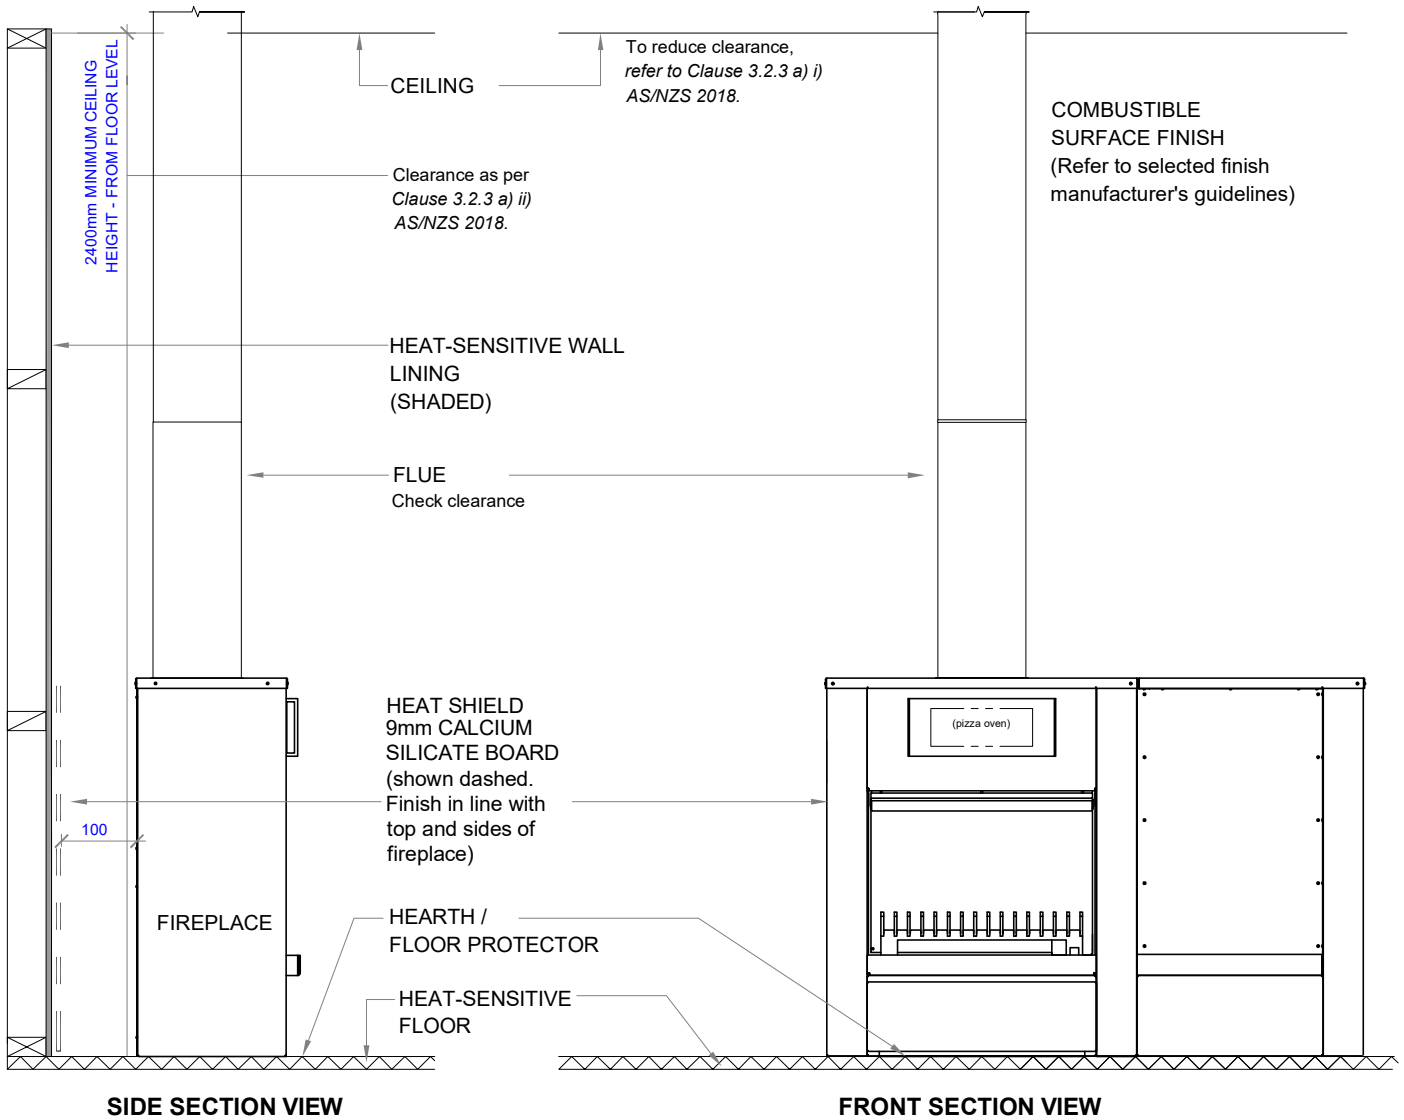 2400mm MINIMUM CEILING
HEIGHT - FROM FLOOR LEVEL
CEILING
To reduce clearance,
refer to Clause 3.2.3 a) i)
AS/NZS 2018.
COMBUSTIBLE
SURFACE FINISH
(Refer to selected finish
manufacturer's guidelines)
Clearance as per
Clause 3.2.3 a) ii)
AS/NZS 2018.
HEAT-SENSITIVE WALL
LINING
(SHADED)
FLUE
Check clearance
HEAT SHIELD
9mm CALCIUM
SILICATE BOARD
(shown dashed.
Finish in line with
top and sides of
fireplace)
(pizza oven)
100
FIREPLACE
HEARTH /
FLOOR PROTECTOR
HEAT-SENSITIVE
FLOOR
SIDE SECTION VIEW
FRONT SECTION VIEW